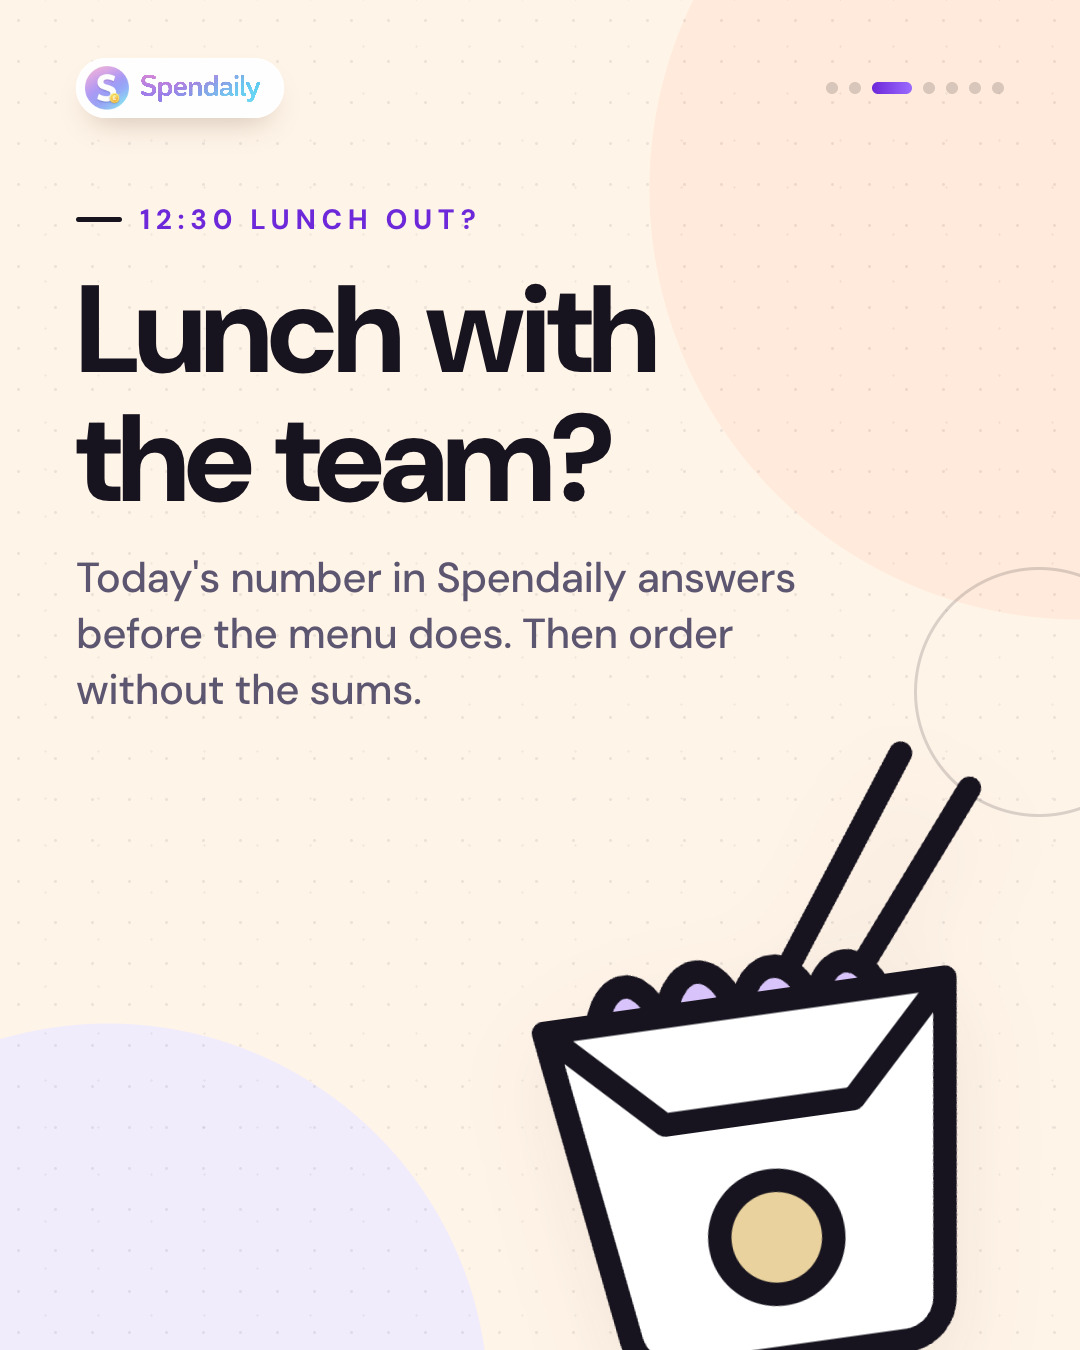 Spendaily
12:30 LUNCH OUT?
Lunch with
the team?
Today's number in Spendaily answers
before the menu does. Then order
without the sums.